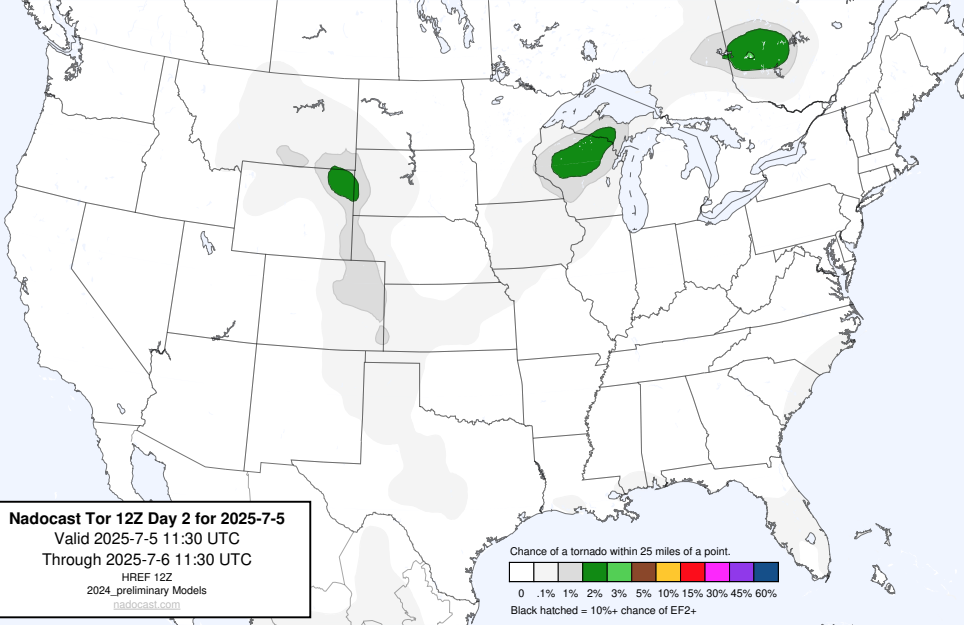 Nadocast Tor 12Z Day 2 for 2025-7-5
Valid 2025-7-5 11:30 UTC
Through 2025-7-6 11:30 UTC
HREF 12Z
2024_preliminary Models
nadocast.com
Chance of a tornado within 25 miles of a point.
0 .1% 1% 2% 3% 5% 10% 15% 30% 45% 60%
Black hatched = 10%+ chance of EF2+